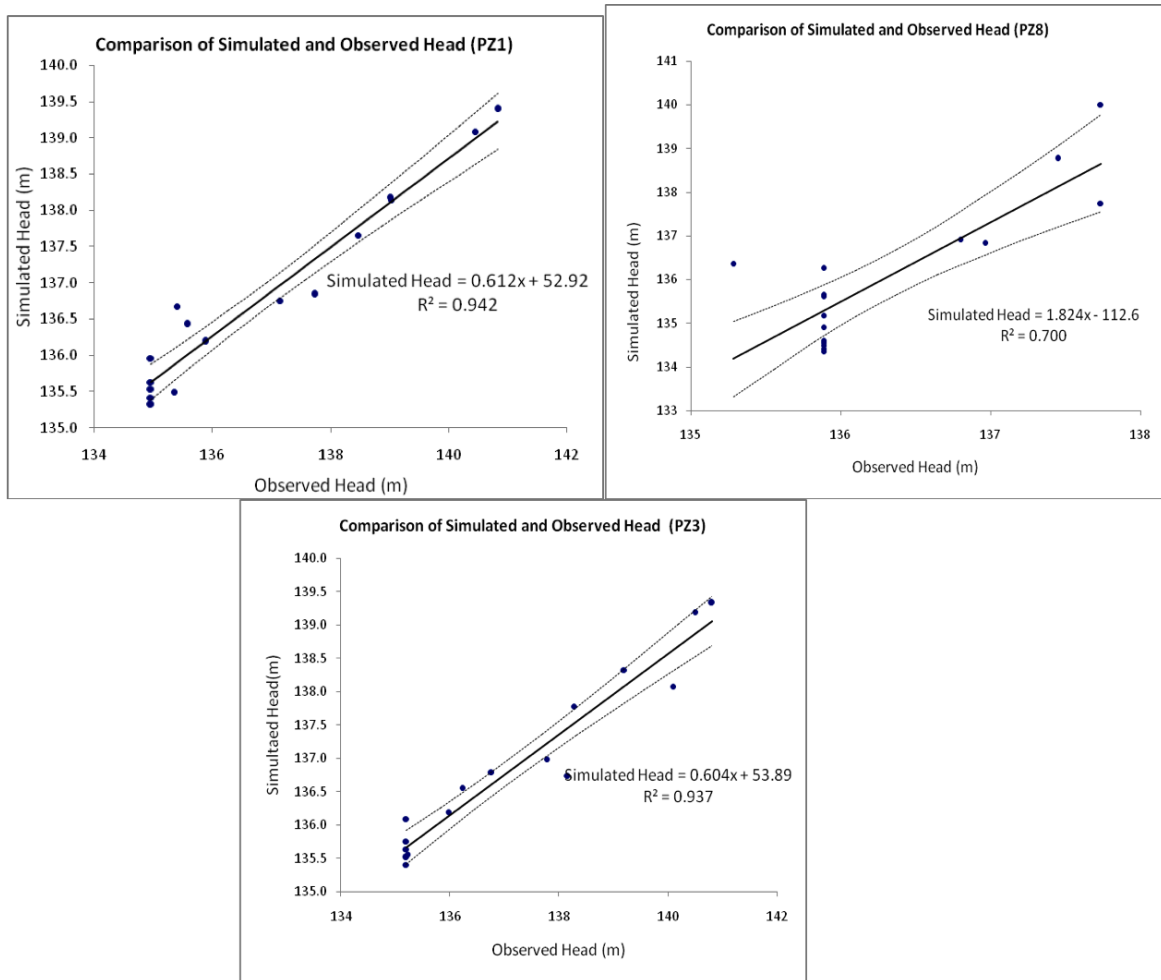 Comparison of Simulated and Observed Head (PZ1)
140.0
139.5
139.0
138.5
138.0
137.5
137.0
136.5
136.0
135.5
135.0
Simulated Head (m)
Simulated Head = 0.612x + 52.92
R² = 0.942
134 136 138 140 142
Observed Head (m)
Comparison of Simulated and Observed Head (PZ8)
141
140
139
138
137
136
135
134
133
Simulated Head (m)
Simulated Head = 1.824x - 112.6
R² = 0.700
135 136 137 138
Observed Head (m)
Comparison of Simulated and Observed Head (PZ3)
140.0
139.5
139.0
138.5
138.0
137.5
137.0
136.5
136.0
135.5
135.0
Simultaed Head(m)
Simulated Head = 0.604x + 53.89
R² = 0.937
134 136 138 140 142
Observed Head (m)